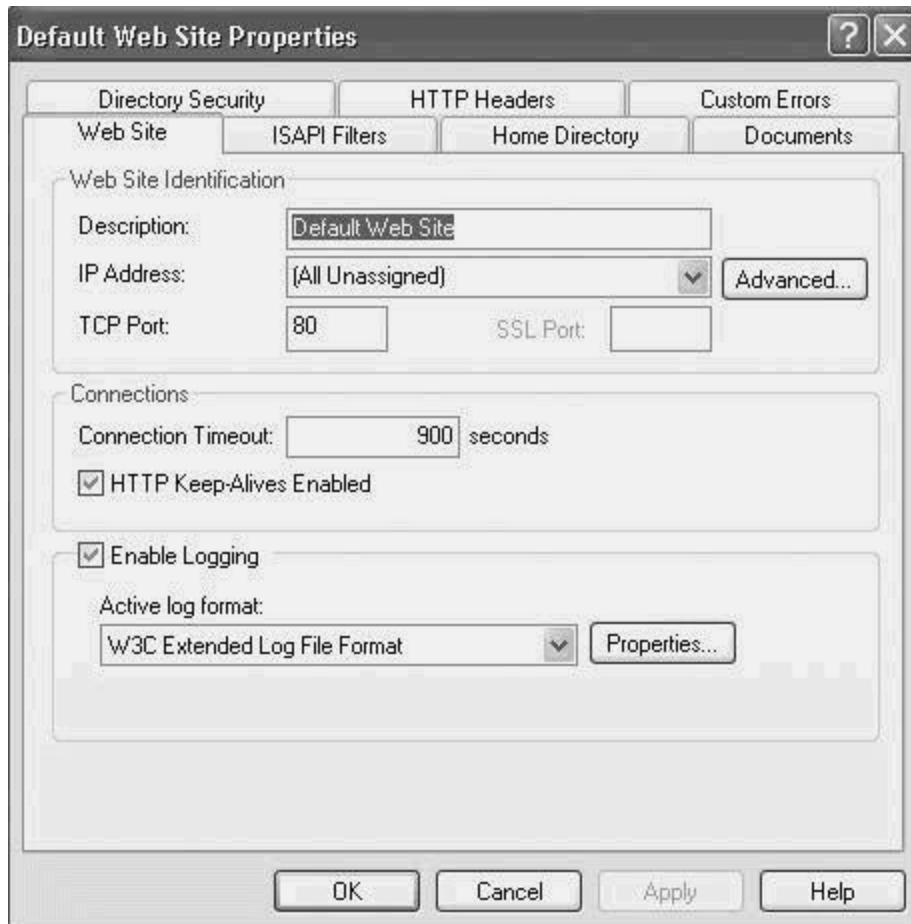 Default Web Site Properties
Directory Security HTTP Headers Custom Errors
Web Site ISAPI Filters Home Directory Documents
Web Site Identification
Description: Default Web Site
IP Address: (All Unassigned) Advanced...
TCP Port: 80 SSL Port:
Connections
Connection Timeout: 900 seconds
HTTP Keep-Alives Enabled
Enable Logging
Active log format:
W3C Extended Log File Format Properties...
OK Cancel Apply Help